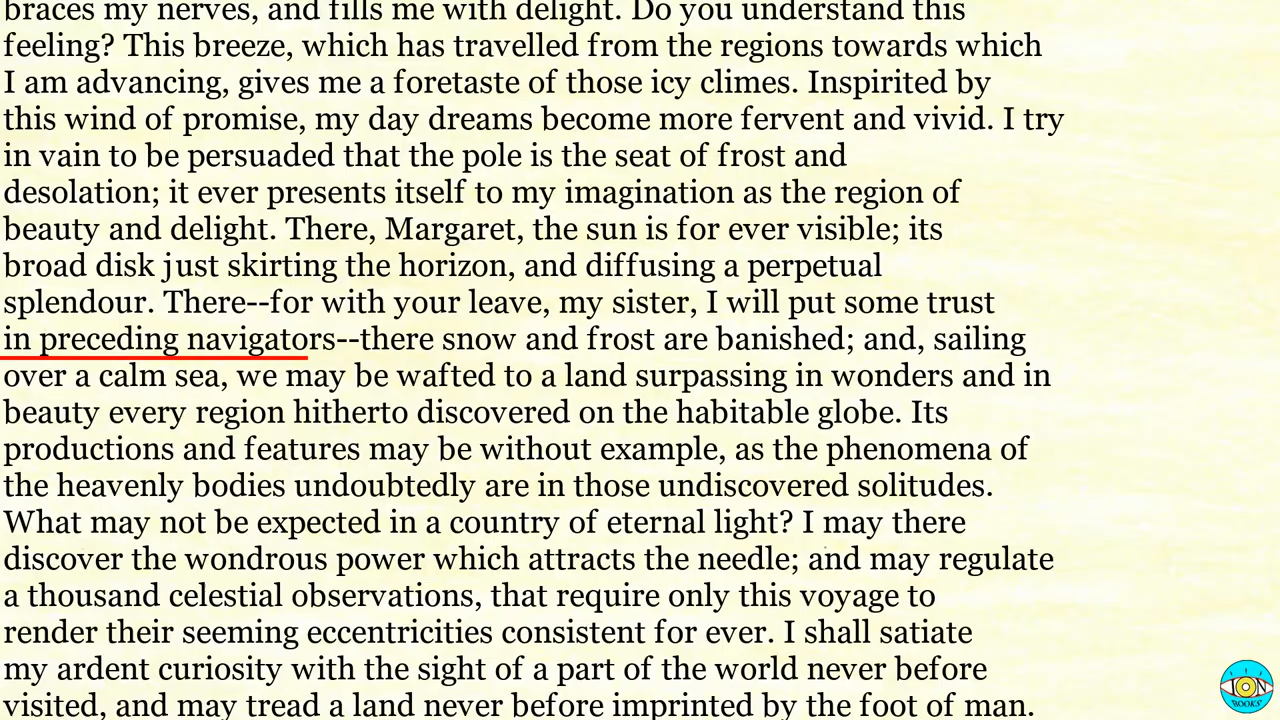 braces my nerves, and fills me with delight. Do you understand this
feeling? This breeze, which has travelled from the regions towards which
I am advancing, gives me a foretaste of those icy climes. Inspirited by
this wind of promise, my day dreams become more fervent and vivid. I try
in vain to be persuaded that the pole is the seat of frost and
desolation; it ever presents itself to my imagination as the region of
beauty and delight. There, Margaret, the sun is for ever visible; its
broad disk just skirting the horizon, and diffusing a perpetual
splendour. There--for with your leave, my sister, I will put some trust
in preceding navigators--there snow and frost are banished; and, sailing
over a calm sea, we may be wafted to a land surpassing in wonders and in
beauty every region hitherto discovered on the habitable globe. Its
productions and features may be without example, as the phenomena of
the heavenly bodies undoubtedly are in those undiscovered solitudes.
What may not be expected in a country of eternal light? I may there
discover the wondrous power which attracts the needle; and may regulate
a thousand celestial observations, that require only this voyage to
render their seeming eccentricities consistent for ever. I shall satiate
my ardent curiosity with the sight of a part of the world never before
visited, and may tread a land never before imprinted by the foot of man.
ION
BOOKS